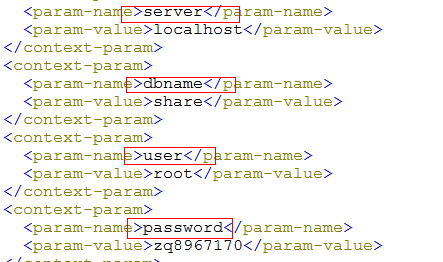 <param-name>server</param-name>
<param-value>localhost</param-value>
</context-param>
<context-param>
<param-name>dbname</param-name>
<param-value>share</param-value>
</context-param>
<context-param>
<param-name>user</param-name>
<param-value>root</param-value>
</context-param>
<context-param>
<param-name>password</param-name>
<param-value>zq8967170</param-value>